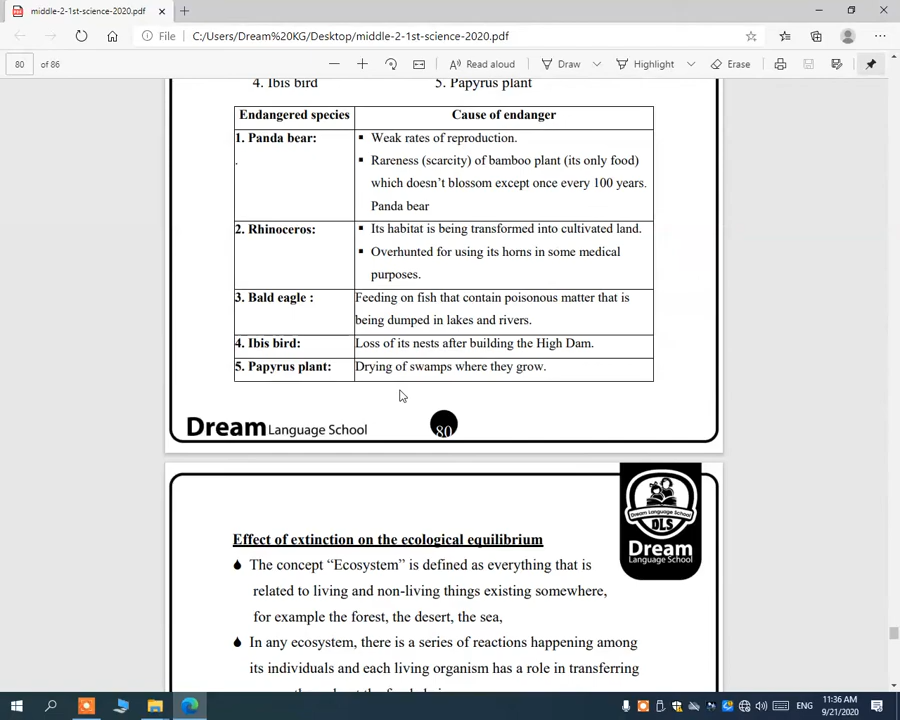 middle-2-1st-science-2020.pdf
File | C:/Users/Dream%20KG/Desktop/middle-2-1st-science-2020.pdf
80 of 86
Read aloud
Draw
Highlight
Erase
4. Ibis bird
5. Papyrus plant
Endangered species
Cause of endanger
1. Panda bear:
.
▪ Weak rates of reproduction.
▪ Rareness (scarcity) of bamboo plant (its only food)
which doesn't blossom except once every 100 years.
Panda bear
2. Rhinoceros:
▪ Its habitat is being transformed into cultivated land.
▪ Overhunted for using its horns in some medical
purposes.
3. Bald eagle :
Feeding on fish that contain poisonous matter that is
being dumped in lakes and rivers.
4. Ibis bird:
Loss of its nests after building the High Dam.
5. Papyrus plant:
Drying of swamps where they grow.
Dream Language School
80
Dream Language School
DLS
Dream
Language School
Effect of extinction on the ecological equilibrium
The concept "Ecosystem" is defined as everything that is
related to living and non-living things existing somewhere,
for example the forest, the desert, the sea,
In any ecosystem, there is a series of reactions happening among
its individuals and each living organism has a role in transferring
ENG
11:36 AM
9/21/2020